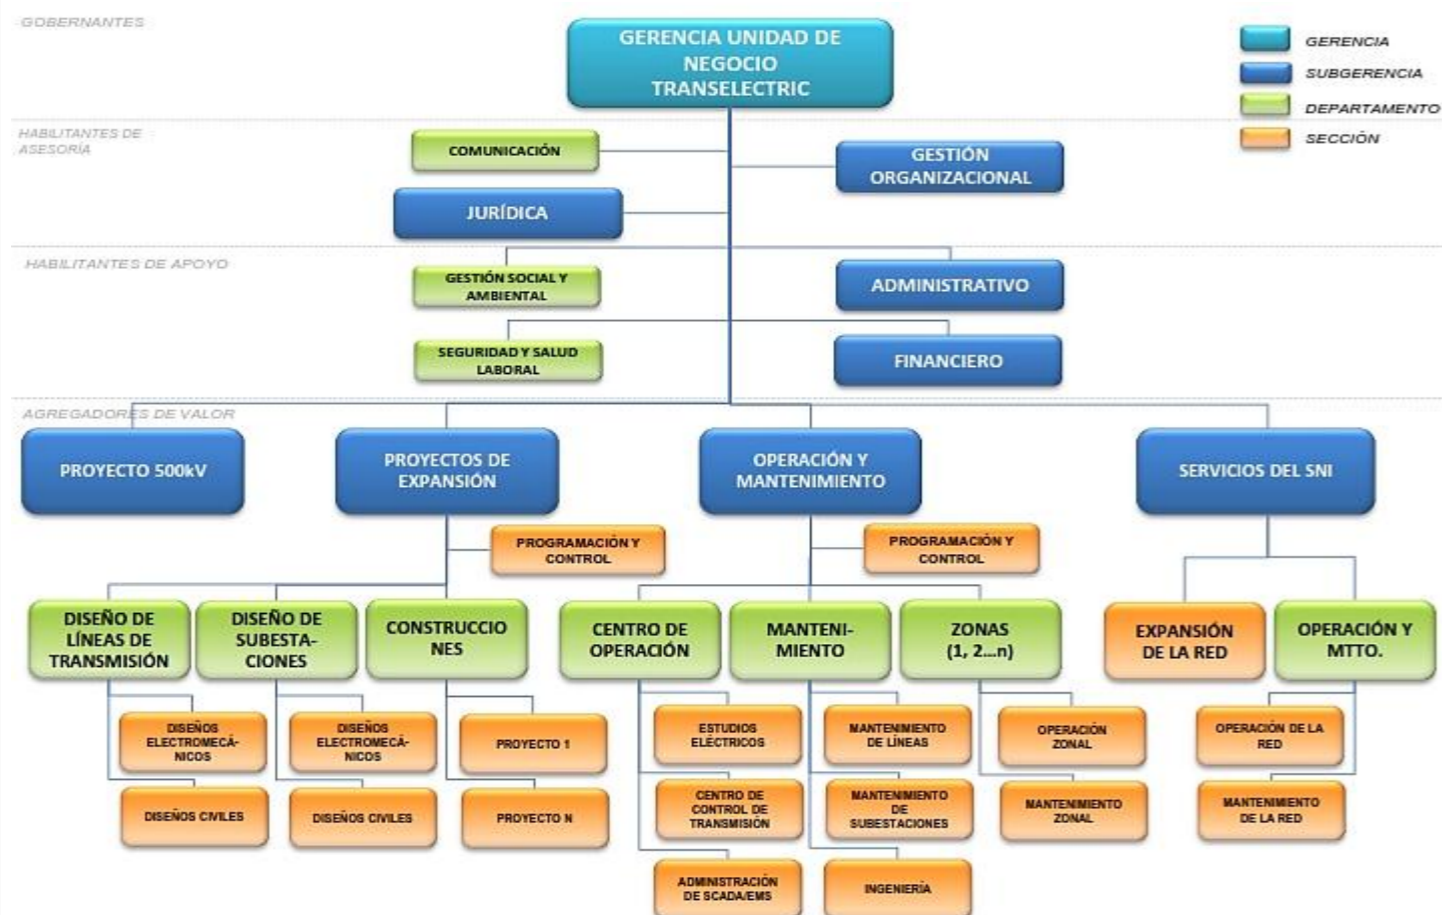 GOBERNANTES
GERENCIA UNIDAD DE
NEGOCIO
TRANSELECTRIC
GERENCIA
SUBGERENCIA
DEPARTAMENTO
SECCIÓN
HABILITANTES DE
ASESORÍA
COMUNICACIÓN
GESTIÓN
ORGANIZACIONAL
JURÍDICA
HABILITANTES DE APOYO
GESTIÓN SOCIAL Y
AMBIENTAL
ADMINISTRATIVO
SEGURIDAD Y SALUD
LABORAL
FINANCIERO
AGREGADORES DE VALOR
PROYECTO 500kV
PROYECTOS DE
EXPANSIÓN
OPERACIÓN Y
MANTENIMIENTO
SERVICIOS DEL SNI
PROGRAMACIÓN Y
CONTROL
PROGRAMACIÓN Y
CONTROL
DISEÑO DE
LÍNEAS DE
TRANSMISIÓN
DISEÑO DE
SUBESTA-
CIONES
CONSTRUCCIO
NES
CENTRO DE
OPERACIÓN
MANTENI-
MIENTO
ZONAS
(1, 2...n)
EXPANSIÓN
DE LA RED
OPERACIÓN Y
MTTO.
DISEÑOS
ELECTROMECÁ-
NICOS
DISEÑOS
ELECTROMECÁ-
NICOS
PROYECTO 1
ESTUDIOS
ELÉCTRICOS
MANTENIMIENTO
DE LÍNEAS
OPERACIÓN
ZONAL
OPERACIÓN DE LA
RED
DISEÑOS CIVILES
DISEÑOS CIVILES
PROYECTO N
CENTRO DE
CONTROL DE
TRANSMISIÓN
MANTENIMIENTO
DE
SUBESTACIONES
MANTENIMIENTO
ZONAL
MANTENIMIENTO
DE LA RED
ADMINISTRACIÓN
DE SCADA/EMS
INGENIERÍA